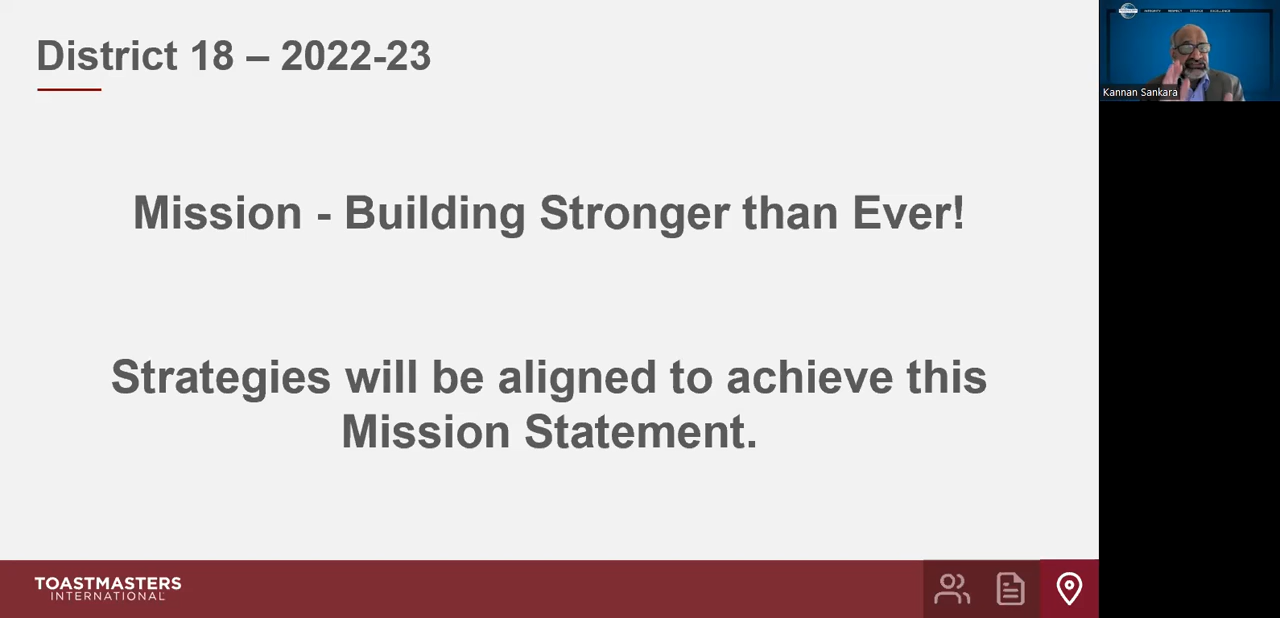 District 18 – 2022-23
Mission - Building Stronger than Ever!
Strategies will be aligned to achieve this
Mission Statement.
TOASTMASTERS
INTERNATIONAL
Kannan Sankara